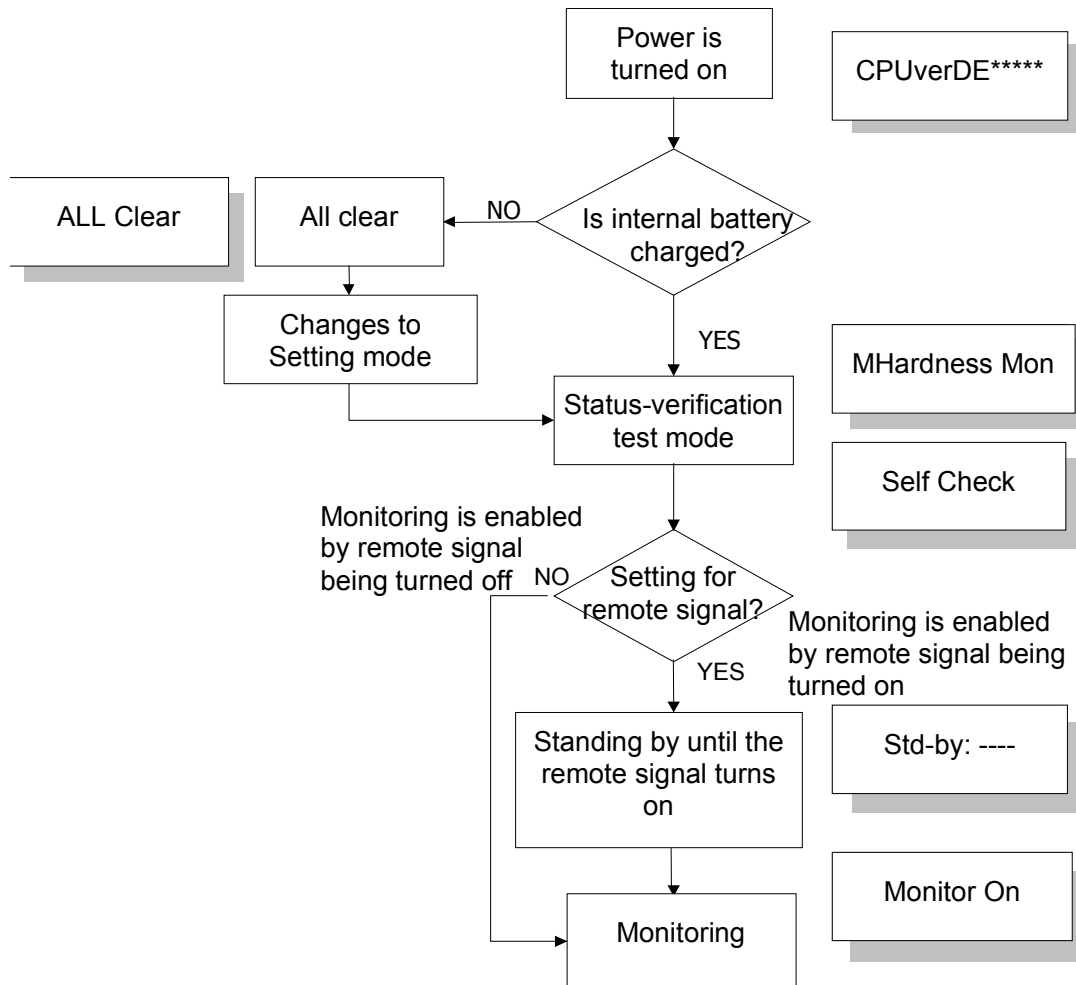 Power is
turned on
CPUverDE*****
ALL Clear
All clear
NO
Is internal battery
charged?
Changes to
Setting mode
YES
MHardness Mon
Status-verification
test mode
Self Check
Monitoring is enabled
by remote signal
being turned off
NO
Setting for
remote signal?
Monitoring is enabled
by remote signal being
turned on
YES
Standing by until the
remote signal turns
on
Std-by: ----
Monitor On
Monitoring